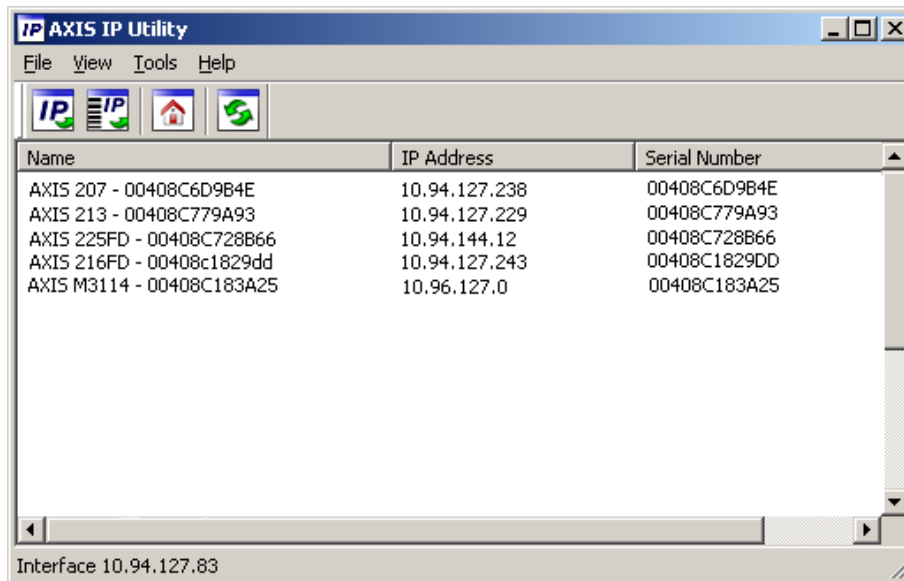 IP AXIS IP Utility
File View Tools Help
IP IP
Name IP Address Serial Number
AXIS 207 - 00408C6D9B4E 10.94.127.238 00408C6D9B4E
AXIS 213 - 00408C779A93 10.94.127.229 00408C779A93
AXIS 225FD - 00408C728B66 10.94.144.12 00408C728B66
AXIS 216FD - 00408c1829dd 10.94.127.243 00408C1829DD
AXIS M3114 - 00408C183A25 10.96.127.0 00408C183A25
Interface 10.94.127.83